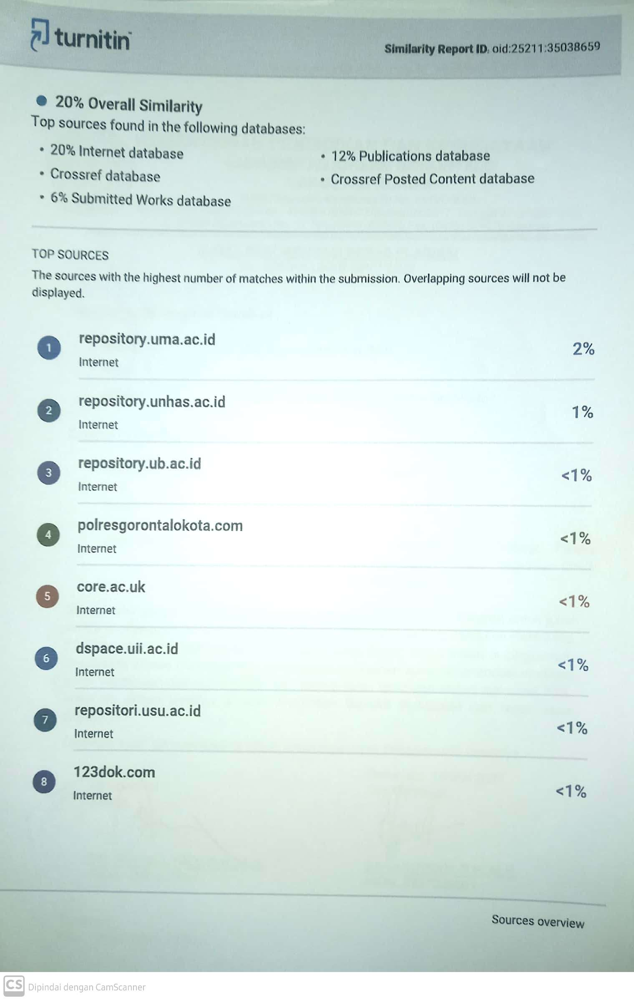 turnitin™
Similarity Report ID: oid:25211:35038659
20% Overall Similarity
Top sources found in the following databases:
• 20% Internet database
• 12% Publications database
• Crossref database
• Crossref Posted Content database
• 6% Submitted Works database
TOP SOURCES
The sources with the highest number of matches within the submission. Overlapping sources will not be
displayed.
1
repository.uma.ac.id
2%
Internet
2
repository.unhas.ac.id
1%
Internet
3
repository.ub.ac.id
<1%
Internet
4
polresgorontalokota.com
<1%
Internet
5
core.ac.uk
<1%
Internet
6
dspace.uii.ac.id
<1%
Internet
7
repositori.usu.ac.id
<1%
Internet
8
123dok.com
<1%
Internet
Sources overview
CS Dipindai dengan CamScanner